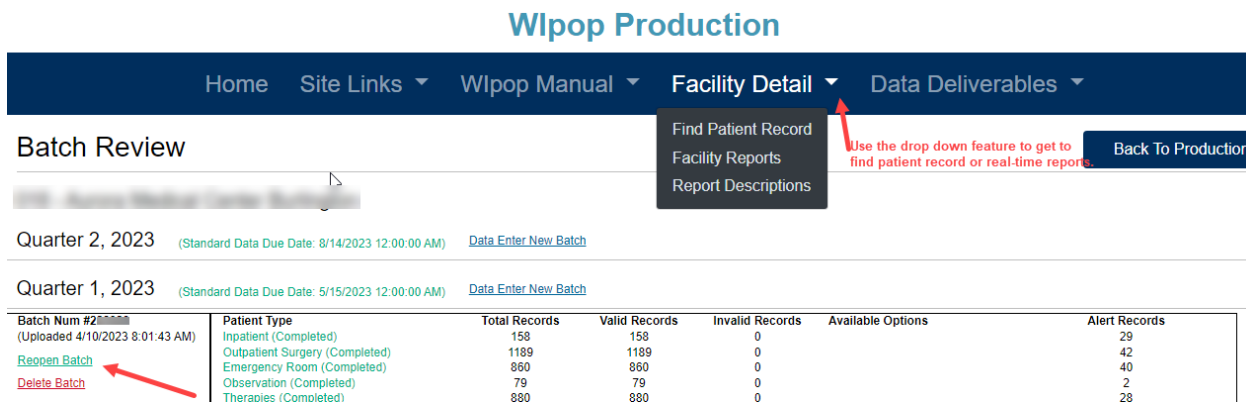 WIpop Production
Home Site Links WIpop Manual Facility Detail Data Deliverables
Find Patient Record
Facility Reports
Report Descriptions
Use the drop down feature to get to
find patient record or real-time reports.
Back To Production
Batch Review
Quarter 2, 2023 (Standard Data Due Date: 8/14/2023 12:00:00 AM) Data Enter New Batch
Quarter 1, 2023 (Standard Data Due Date: 5/15/2023 12:00:00 AM) Data Enter New Batch
Batch Num #2 Patient Type Total Records Valid Records Invalid Records Available Options Alert Records
(Uploaded 4/10/2023 8:01:43 AM) Inpatient (Completed) 158 158 0 29
Outpatient Surgery (Completed) 1189 1189 0 42
Reopen Batch Emergency Room (Completed) 860 860 0 40
Delete Batch Observation (Completed) 79 79 0 2
Therapies (Completed) 880 880 0 28